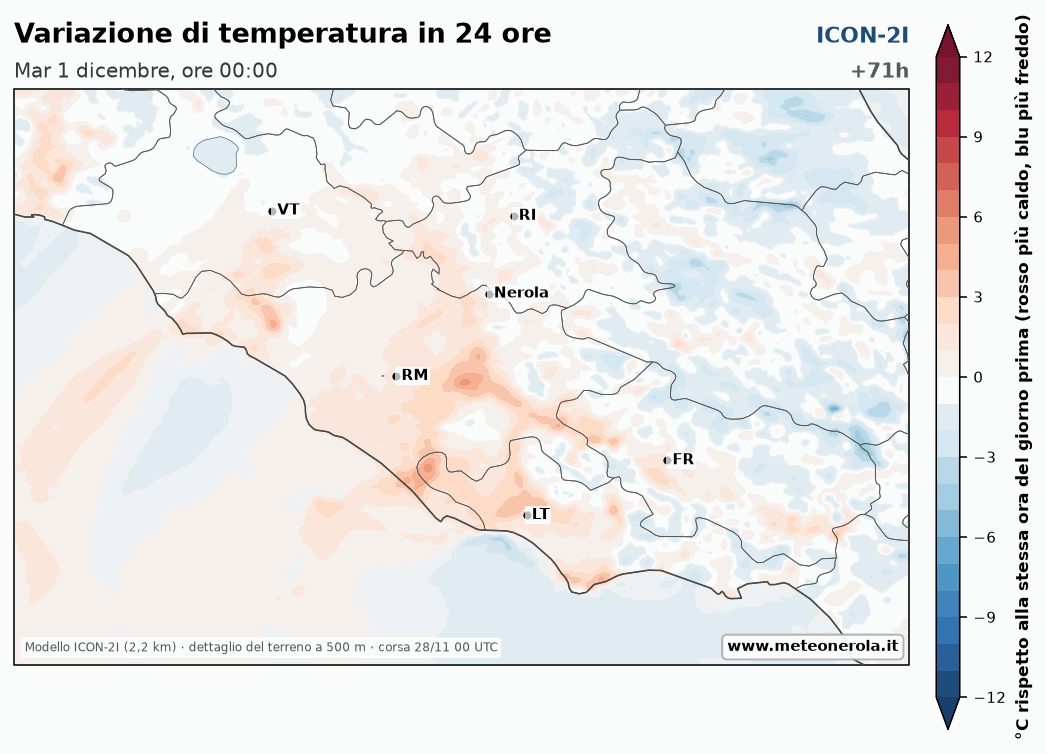 Variazione di temperatura in 24 ore
ICON-2I
Mar 1 dicembre, ore 00:00
+71h
VT
RI
Nerola
RM
FR
LT
Modello ICON-2I (2,2 km) · dettaglio del terreno a 500 m · corsa 28/11 00 UTC
www.meteonerola.it
12
9
6
3
0
−3
−6
−9
−12
°C rispetto alla stessa ora del giorno prima (rosso più caldo, blu più freddo)